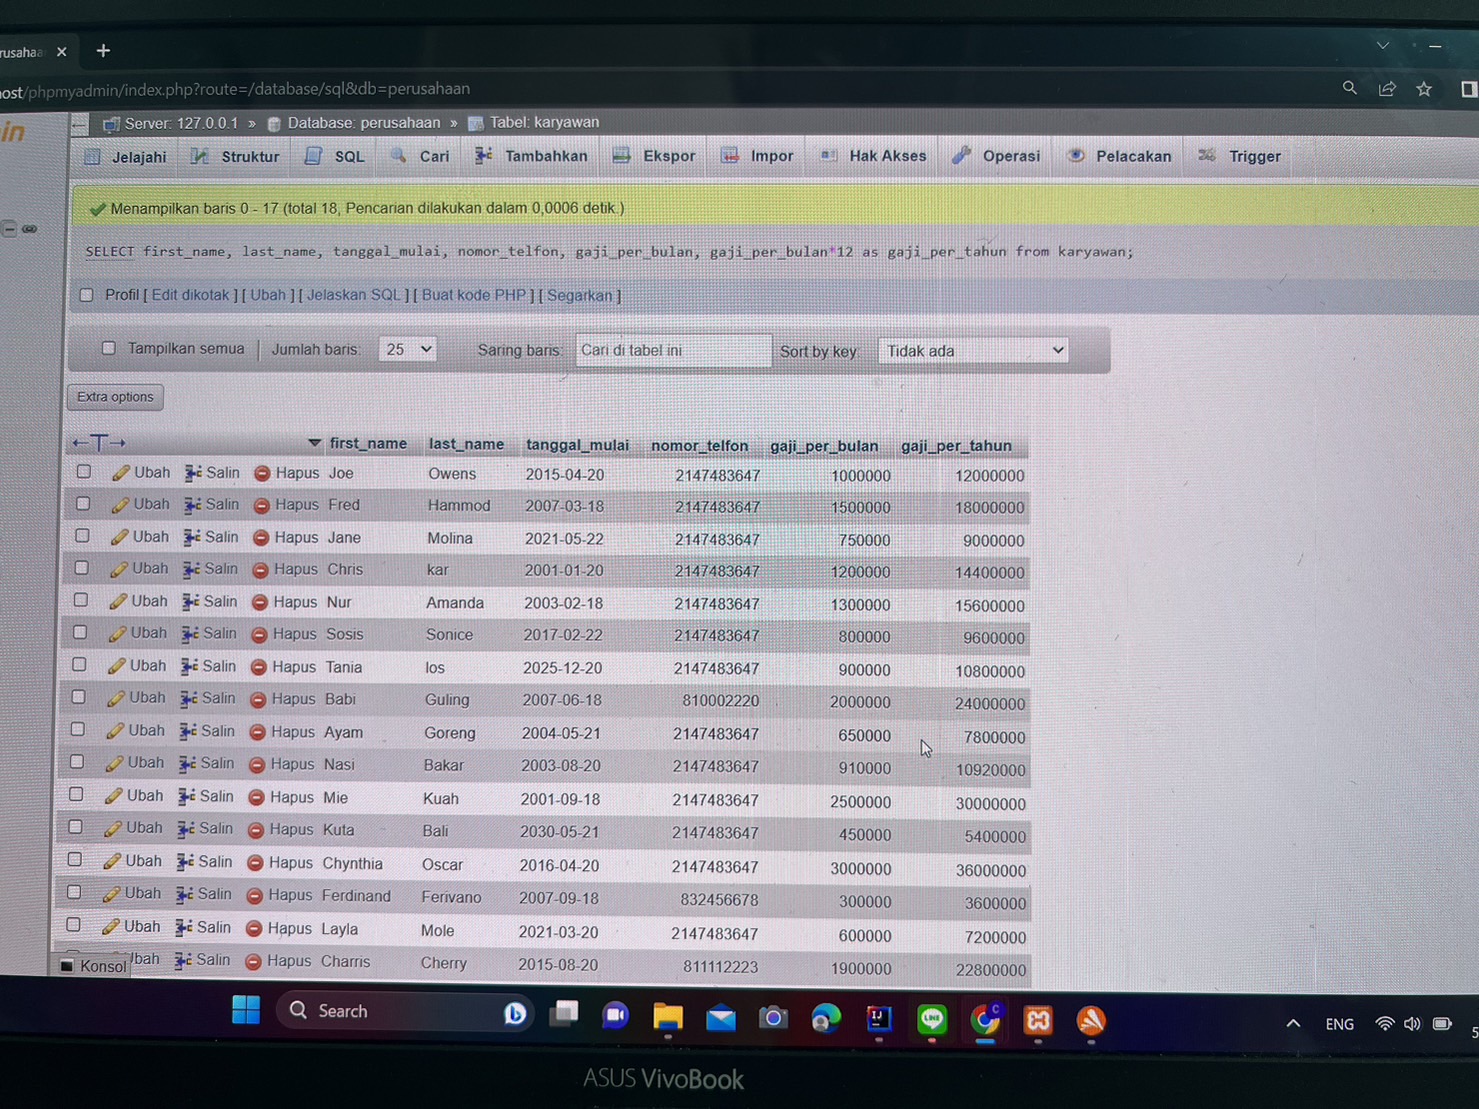 rusahaa
ost/phpmyadmin/index.php?route=/database/sql&db=perusahaan
in
Server: 127.0.0.1 » Database: perusahaan » Tabel: karyawan
Jelajahi Struktur SQL Cari Tambahkan Ekspor Impor Hak Akses Operasi Pelacakan Trigger
Menampilkan baris 0 - 17 (total 18, Pencarian dilakukan dalam 0,0006 detik.)
SELECT first_name, last_name, tanggal_mulai, nomor_telfon, gaji_per_bulan, gaji_per_bulan*12 as gaji_per_tahun from karyawan;
Profil [ Edit dikotak ] [ Ubah ] [ Jelaskan SQL ] [ Buat kode PHP ] [ Segarkan ]
Tampilkan semua Jumlah baris: 25 Saring baris: Cari di tabel ini Sort by key: Tidak ada
Extra options
←T→ first_name last_name tanggal_mulai nomor_telfon gaji_per_bulan gaji_per_tahun
Ubah Salin Hapus Joe Owens 2015-04-20 2147483647 1000000 12000000
Ubah Salin Hapus Fred Hammod 2007-03-18 2147483647 1500000 18000000
Ubah Salin Hapus Jane Molina 2021-05-22 2147483647 750000 9000000
Ubah Salin Hapus Chris kar 2001-01-20 2147483647 1200000 14400000
Ubah Salin Hapus Nur Amanda 2003-02-18 2147483647 1300000 15600000
Ubah Salin Hapus Sosis Sonice 2017-02-22 2147483647 800000 9600000
Ubah Salin Hapus Tania los 2025-12-20 2147483647 900000 10800000
Ubah Salin Hapus Babi Guling 2007-06-18 810002220 2000000 24000000
Ubah Salin Hapus Ayam Goreng 2004-05-21 2147483647 650000 7800000
Ubah Salin Hapus Nasi Bakar 2003-08-20 2147483647 910000 10920000
Ubah Salin Hapus Mie Kuah 2001-09-18 2147483647 2500000 30000000
Ubah Salin Hapus Kuta Bali 2030-05-21 2147483647 450000 5400000
Ubah Salin Hapus Chynthia Oscar 2016-04-20 2147483647 3000000 36000000
Ubah Salin Hapus Ferdinand Ferivano 2007-09-18 832456678 300000 3600000
Ubah Salin Hapus Layla Mole 2021-03-20 2147483647 600000 7200000
Ubah Salin Hapus Charris Cherry 2015-08-20 811112223 1900000 22800000
Konsol
Search ENG 5
ASUS VivoBook